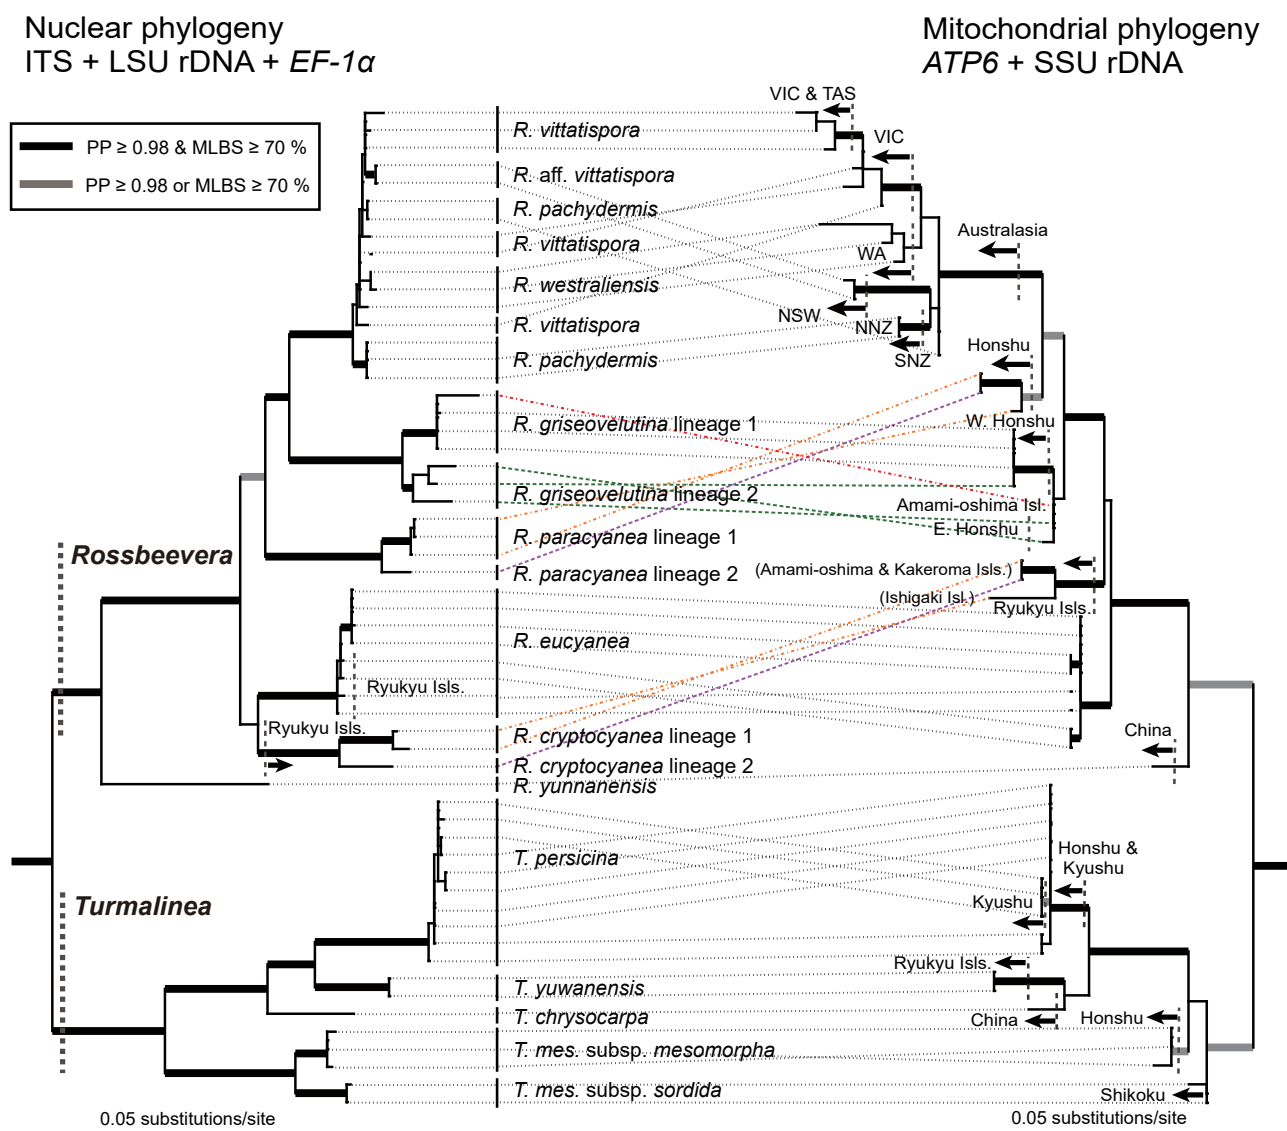 Nuclear phylogeny
ITS + LSU rDNA + EF-1α
Mitochondrial phylogeny
ATP6 + SSU rDNA
PP ≥ 0.98 & MLBS ≥ 70 %
PP ≥ 0.98 or MLBS ≥ 70 %
R. vittatispora
R. aff. vittatispora
R. pachydermis
R. vittatispora
R. westraliensis
R. vittatispora
R. pachydermis
R. griseovelutina lineage 1
R. griseovelutina lineage 2
R. paracyanea lineage 1
R. paracyanea lineage 2
R. eucyanea
R. cryptocyanea lineage 1
R. cryptocyanea lineage 2
R. yunnanensis
T. persicina
T. yuwanensis
T. chrysocarpa
T. mes. subsp. mesomorpha
T. mes. subsp. sordida
Rossbeevera
Turmalinea
Ryukyu Isls.
Ryukyu Isls.
0.05 substitutions/site
VIC & TAS
VIC
Australasia
WA
NSW
NNZ
SNZ
Honshu
W. Honshu
Amami-oshima Isl.
E. Honshu
(Amami-oshima & Kakeroma Isls.)
(Ishigaki Isl.)
Ryukyu Isls.
China
Honshu &
Kyushu
Kyushu
Ryukyu Isls.
China
Honshu
Shikoku
0.05 substitutions/site